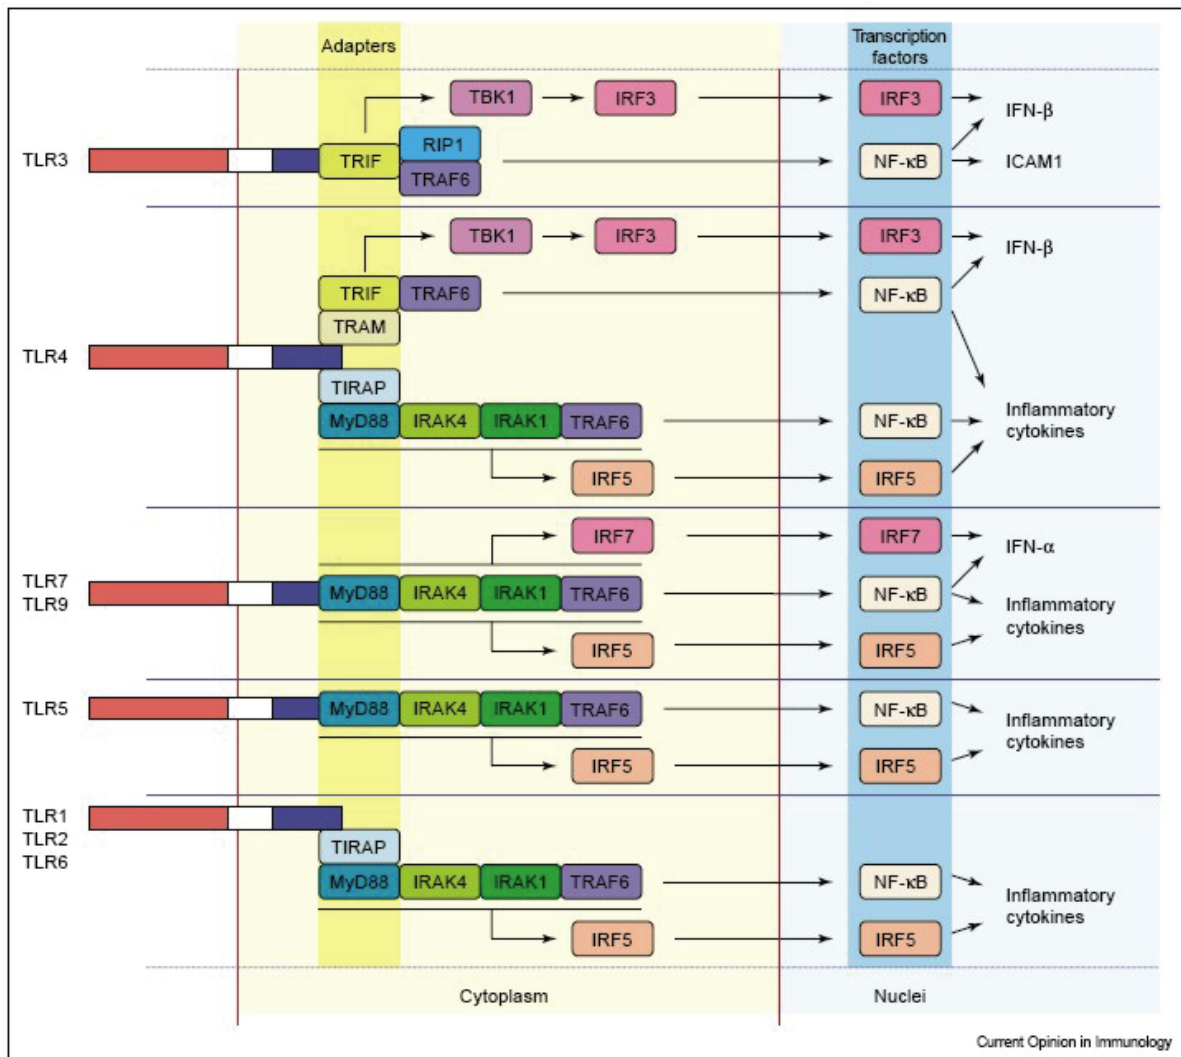 Adapters
Transcription
factors
TBK1
IRF3
IRF3
IFN-β
TLR3
TRIF
RIP1
TRAF6
NF-κB
ICAM1
TBK1
IRF3
IRF3
IFN-β
TRIF
TRAF6
NF-κB
TRAM
TLR4
TIRAP
MyD88
IRAK4
IRAK1
TRAF6
NF-κB
Inflammatory
cytokines
IRF5
IRF5
IRF7
IRF7
IFN-α
TLR7
TLR9
MyD88
IRAK4
IRAK1
TRAF6
NF-κB
Inflammatory
cytokines
IRF5
IRF5
TLR5
MyD88
IRAK4
IRAK1
TRAF6
NF-κB
Inflammatory
cytokines
IRF5
IRF5
TLR1
TLR2
TLR6
TIRAP
MyD88
IRAK4
IRAK1
TRAF6
NF-κB
Inflammatory
cytokines
IRF5
IRF5
Cytoplasm
Nuclei
Current Opinion in Immunology